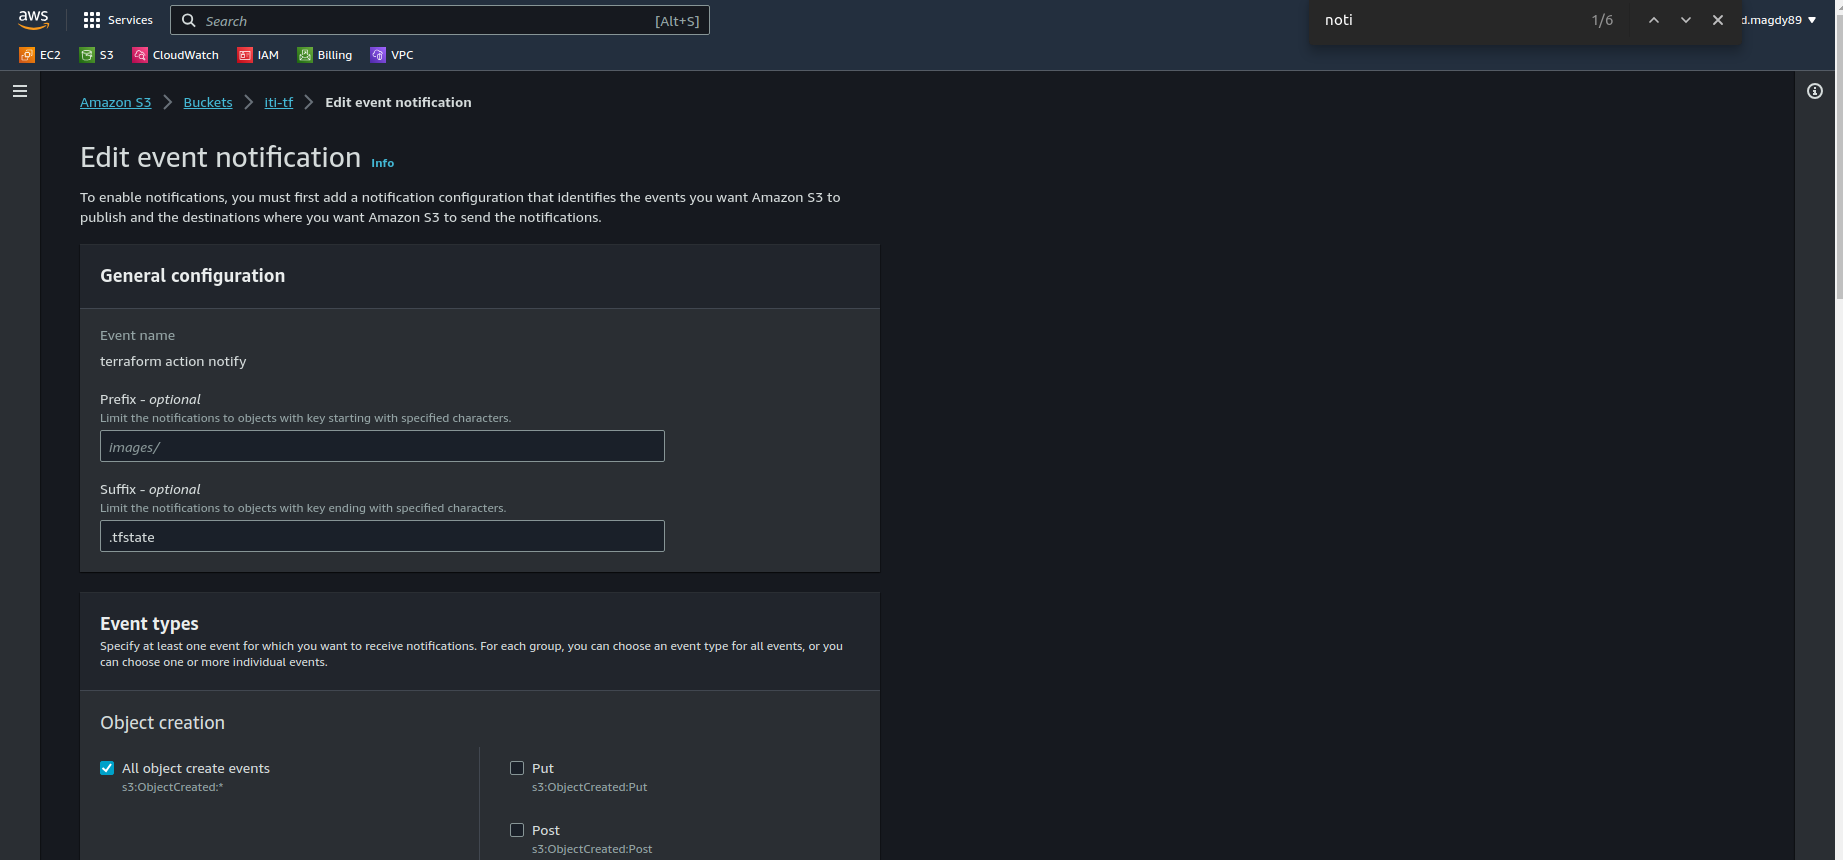 aws
Services
Search [Alt+S]
noti 1/6
d.magdy89
EC2 S3 CloudWatch IAM Billing VPC
Amazon S3 Buckets iti-tf Edit event notification
Edit event notification Info
To enable notifications, you must first add a notification configuration that identifies the events you want Amazon S3 to
publish and the destinations where you want Amazon S3 to send the notifications.
General configuration
Event name
terraform action notify
Prefix - optional
Limit the notifications to objects with key starting with specified characters.
images/
Suffix - optional
Limit the notifications to objects with key ending with specified characters.
.tfstate
Event types
Specify at least one event for which you want to receive notifications. For each group, you can choose an event type for all events, or you
can choose one or more individual events.
Object creation
All object create events
s3:ObjectCreated:*
Put
s3:ObjectCreated:Put
Post
s3:ObjectCreated:Post